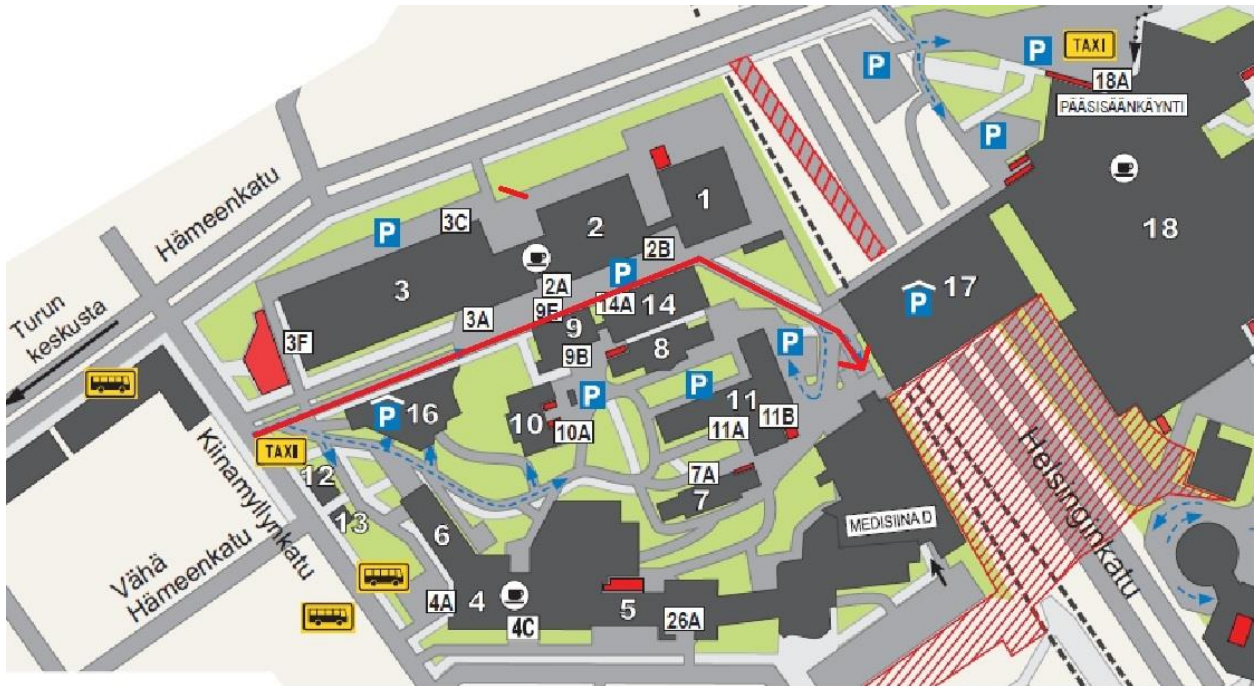 P
P
TAXI
18A
PÄÄSISÄÄNKÄYNTI
P
Hämeenkatu
1
3C
2
P
2B
18
3
P
17
P
2A
14A
14
9E
Turun
keskusta
3A
9
3F
9B
8
P
16
P
P
P
11
10
10A
11A
11B
TAXI
12
7A
7
Kiinamyllynkatu
13
6
MEDISIINA D
Helsinginkatu
Vähä
Hämeenkatu
4A
4
5
4C
26A